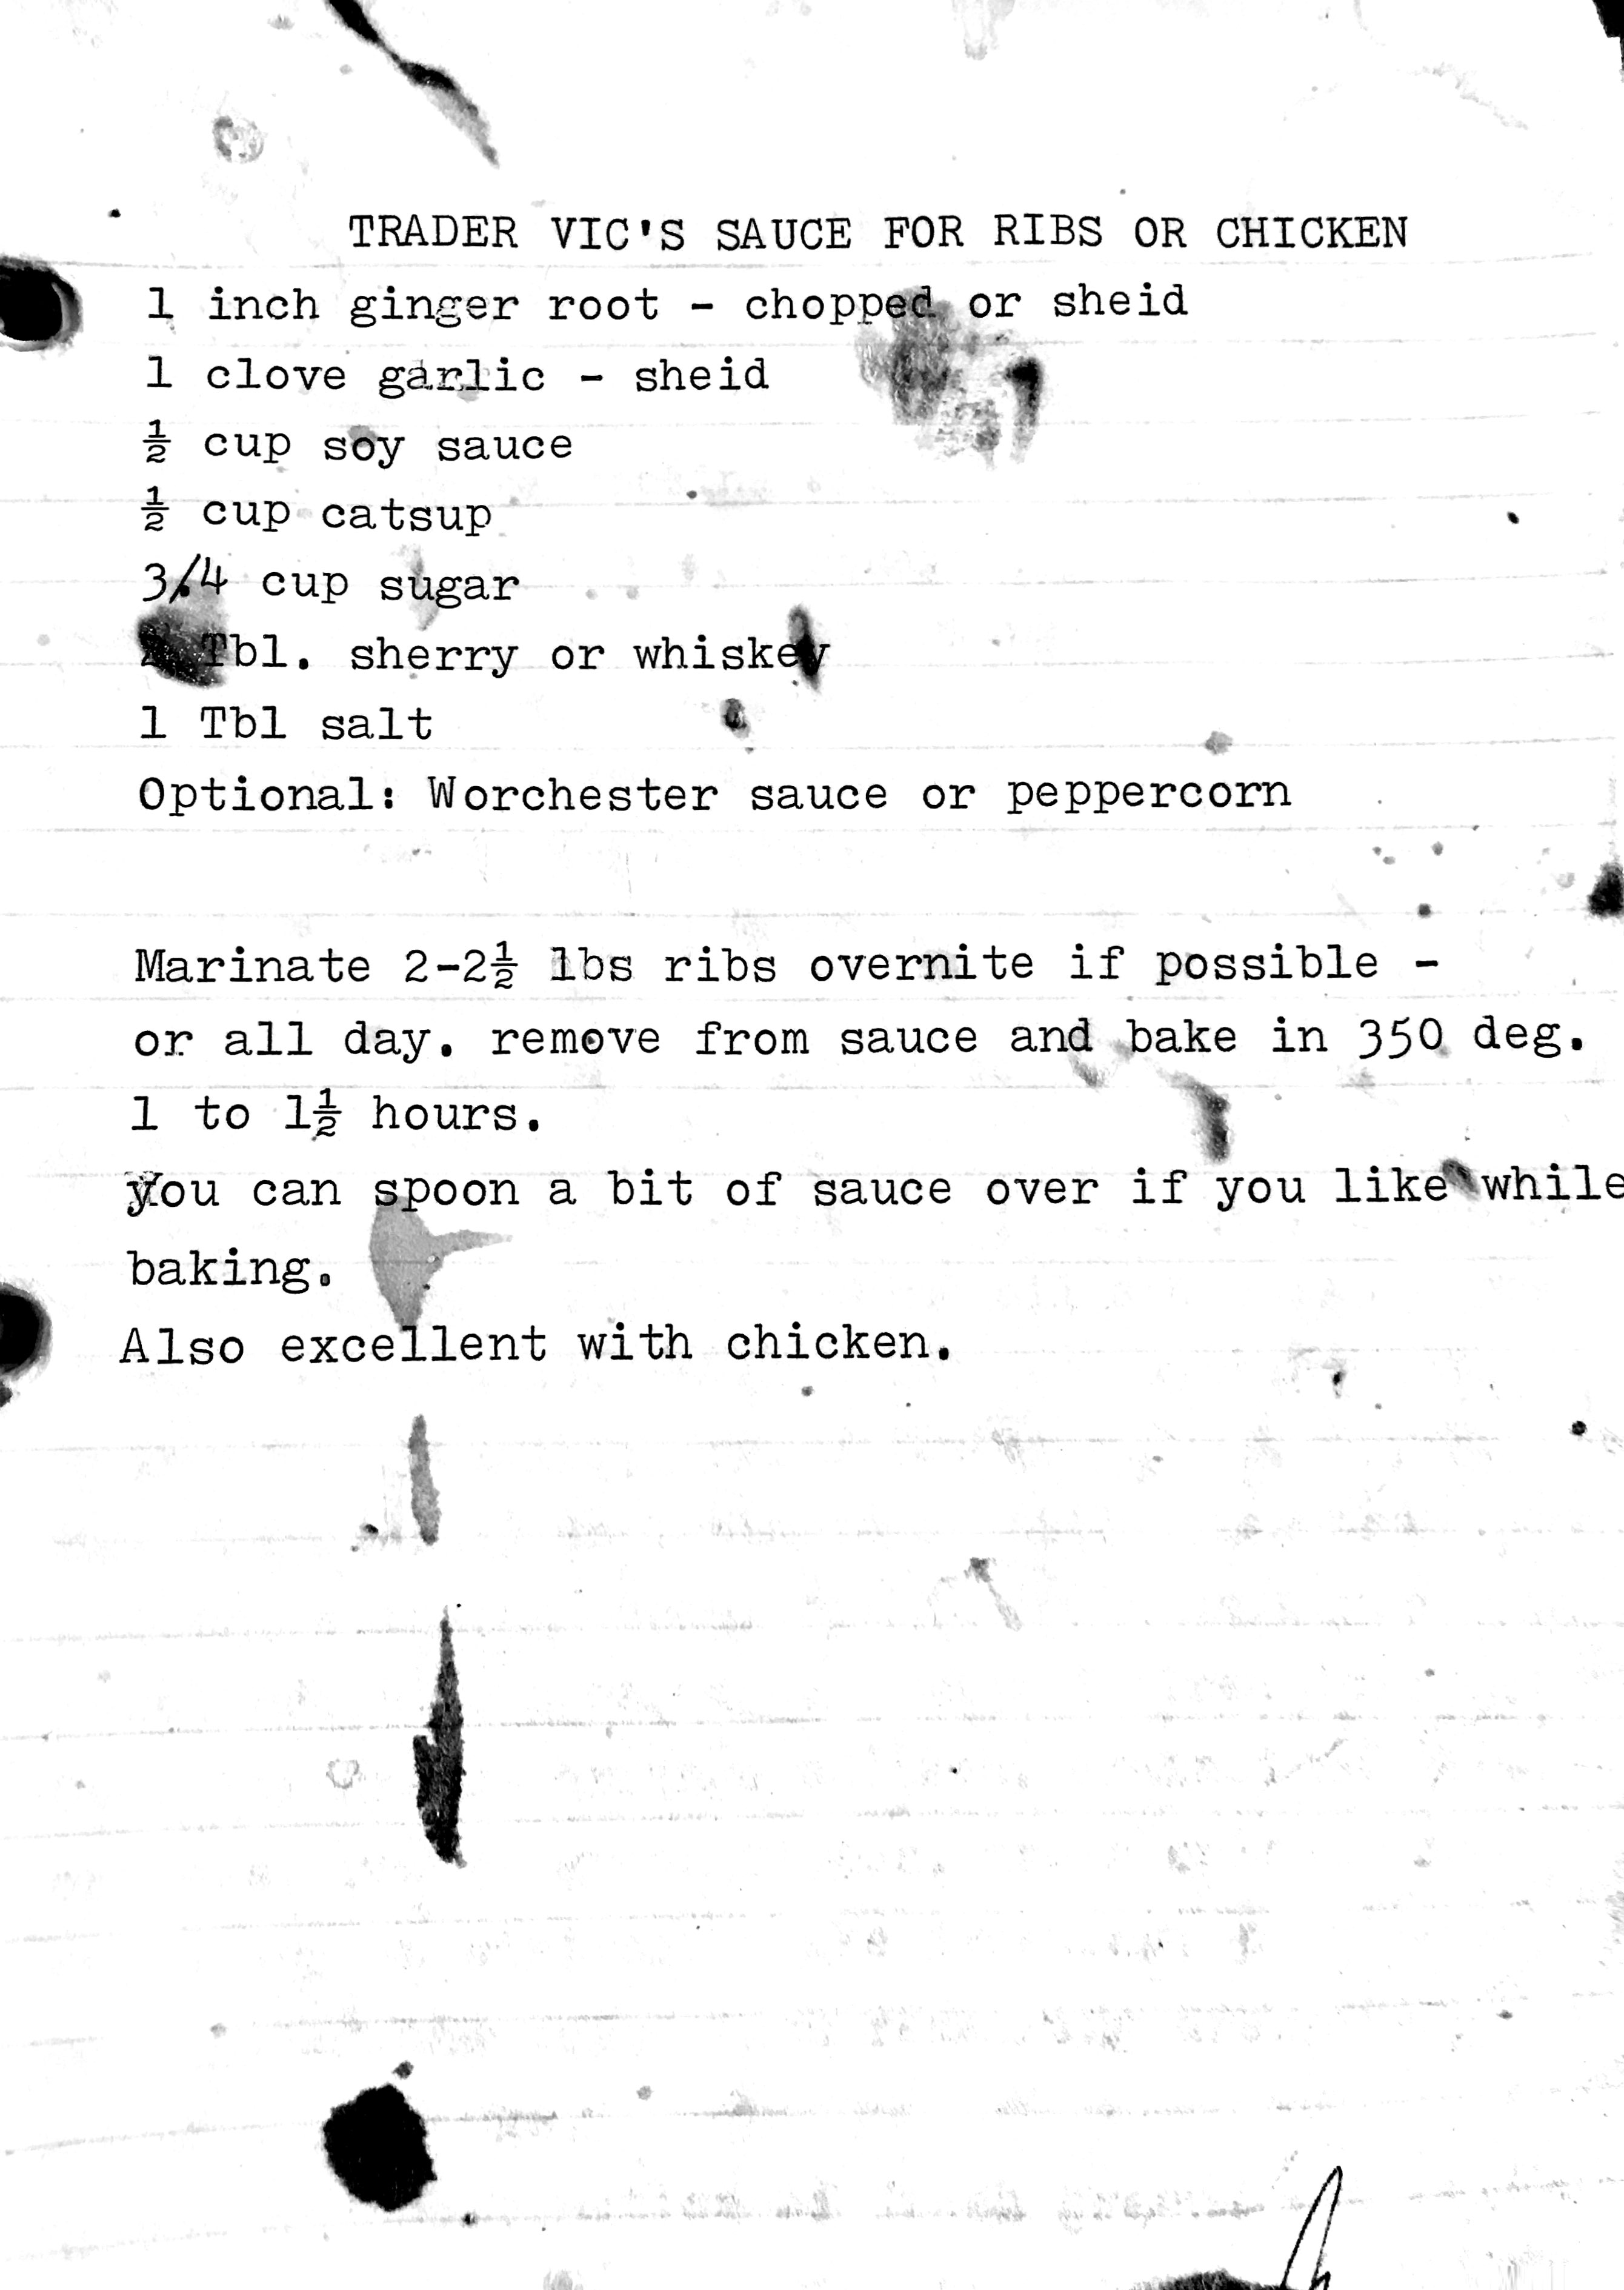 TRADER VIC'S SAUCE FOR RIBS OR CHICKEN
1 inch ginger root - chopped or sheid
1 clove garlic - sheid
½ cup soy sauce
½ cup catsup
3/4 cup sugar
Tbl. sherry or whiskey
1 Tbl salt
Optional: Worchester sauce or peppercorn
Marinate 2-2½ lbs ribs overnite if possible -
or all day. remove from sauce and bake in 350 deg.
1 to 1½ hours.
you can spoon a bit of sauce over if you like while
baking.
Also excellent with chicken.